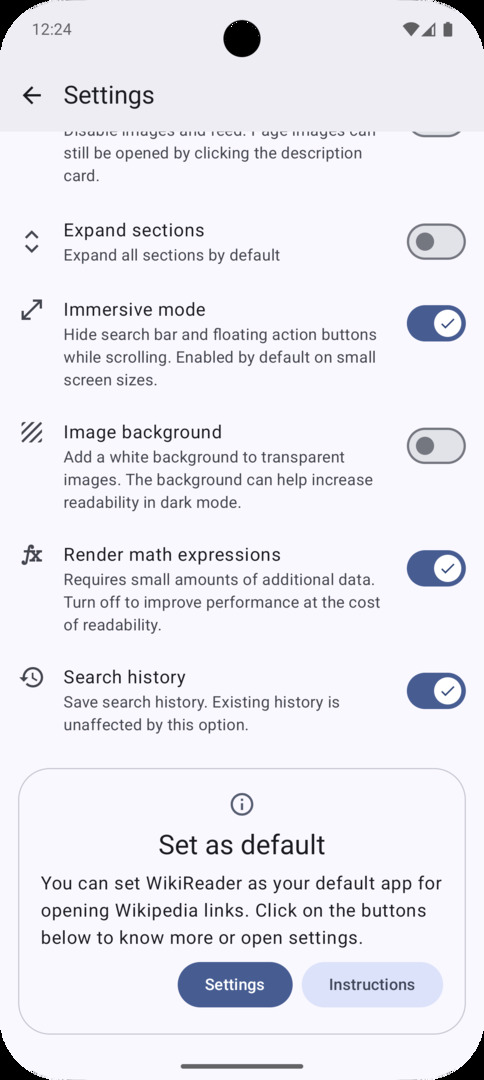 12:24
Settings
Disable images and feed. Page images can
still be opened by clicking the description
card.
Expand sections
Expand all sections by default
Immersive mode
Hide search bar and floating action buttons
while scrolling. Enabled by default on small
screen sizes.
Image background
Add a white background to transparent
images. The background can help increase
readability in dark mode.
fx
Render math expressions
Requires small amounts of additional data.
Turn off to improve performance at the cost
of readability.
Search history
Save search history. Existing history is
unaffected by this option.
Set as default
You can set WikiReader as your default app for
opening Wikipedia links. Click on the buttons
below to know more or open settings.
Settings
Instructions